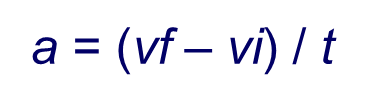 a = (vf – vi) / t